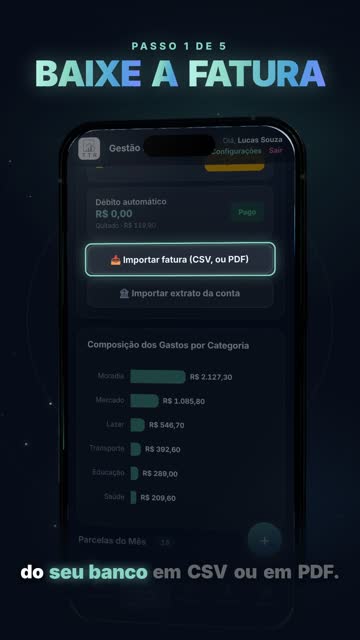 PASSO 1 DE 5
BAIXE A FATURA
Olá, Lucas Souza
Gestão
Configurações Sair
Débito automático
R$ 0,00
Pago
Quitado · R$ 119,90
📥 Importar fatura (CSV, ou PDF)
🏦 Importar extrato da conta
Composição dos Gastos por Categoria
Moradia R$ 2.127,30
Mercado R$ 1.085,80
Lazer R$ 546,70
Transporte R$ 392,60
Educação R$ 289,00
Saúde R$ 209,60
Parcelas do Mês 18 +
do seu banco em CSV ou em PDF.